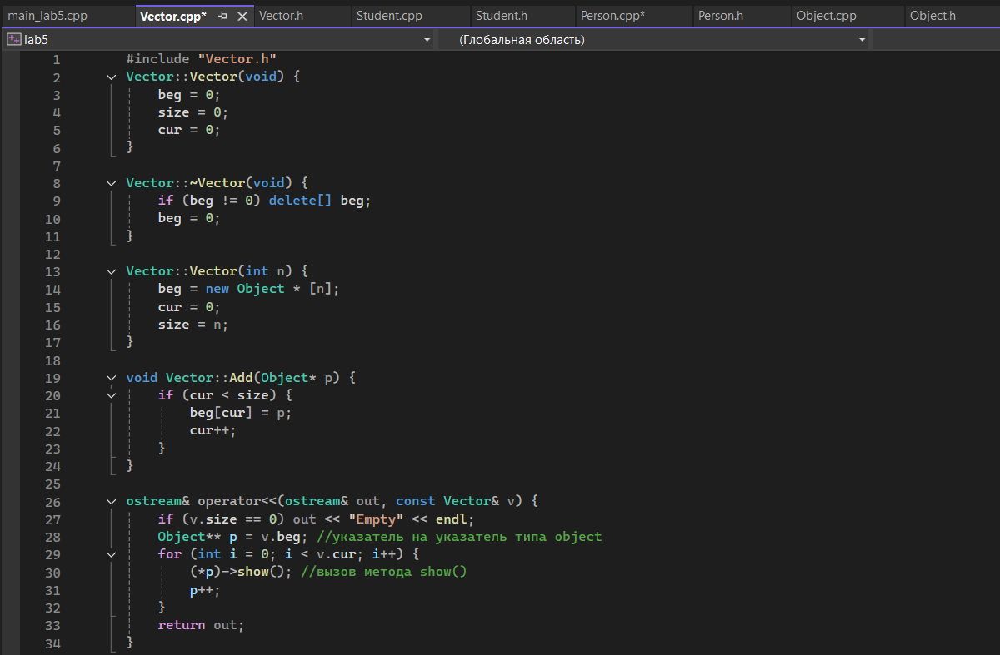 main_lab5.cpp Vector.cpp* Vector.h Student.cpp Student.h Person.cpp* Person.h Object.cpp Object.h
lab5 (Глобальная область)
1 #include "Vector.h"
2 Vector::Vector(void) {
3 beg = 0;
4 size = 0;
5 cur = 0;
6 }
7
8 Vector::~Vector(void) {
9 if (beg != 0) delete[] beg;
10 beg = 0;
11 }
12
13 Vector::Vector(int n) {
14 beg = new Object * [n];
15 cur = 0;
16 size = n;
17 }
18
19 void Vector::Add(Object* p) {
20 if (cur < size) {
21 beg[cur] = p;
22 cur++;
23 }
24 }
25
26 ostream& operator<<(ostream& out, const Vector& v) {
27 if (v.size == 0) out << "Empty" << endl;
28 Object** p = v.beg; //указатель на указатель типа object
29 for (int i = 0; i < v.cur; i++) {
30 (*p)->show(); //вызов метода show()
31 p++;
32 }
33 return out;
34 }